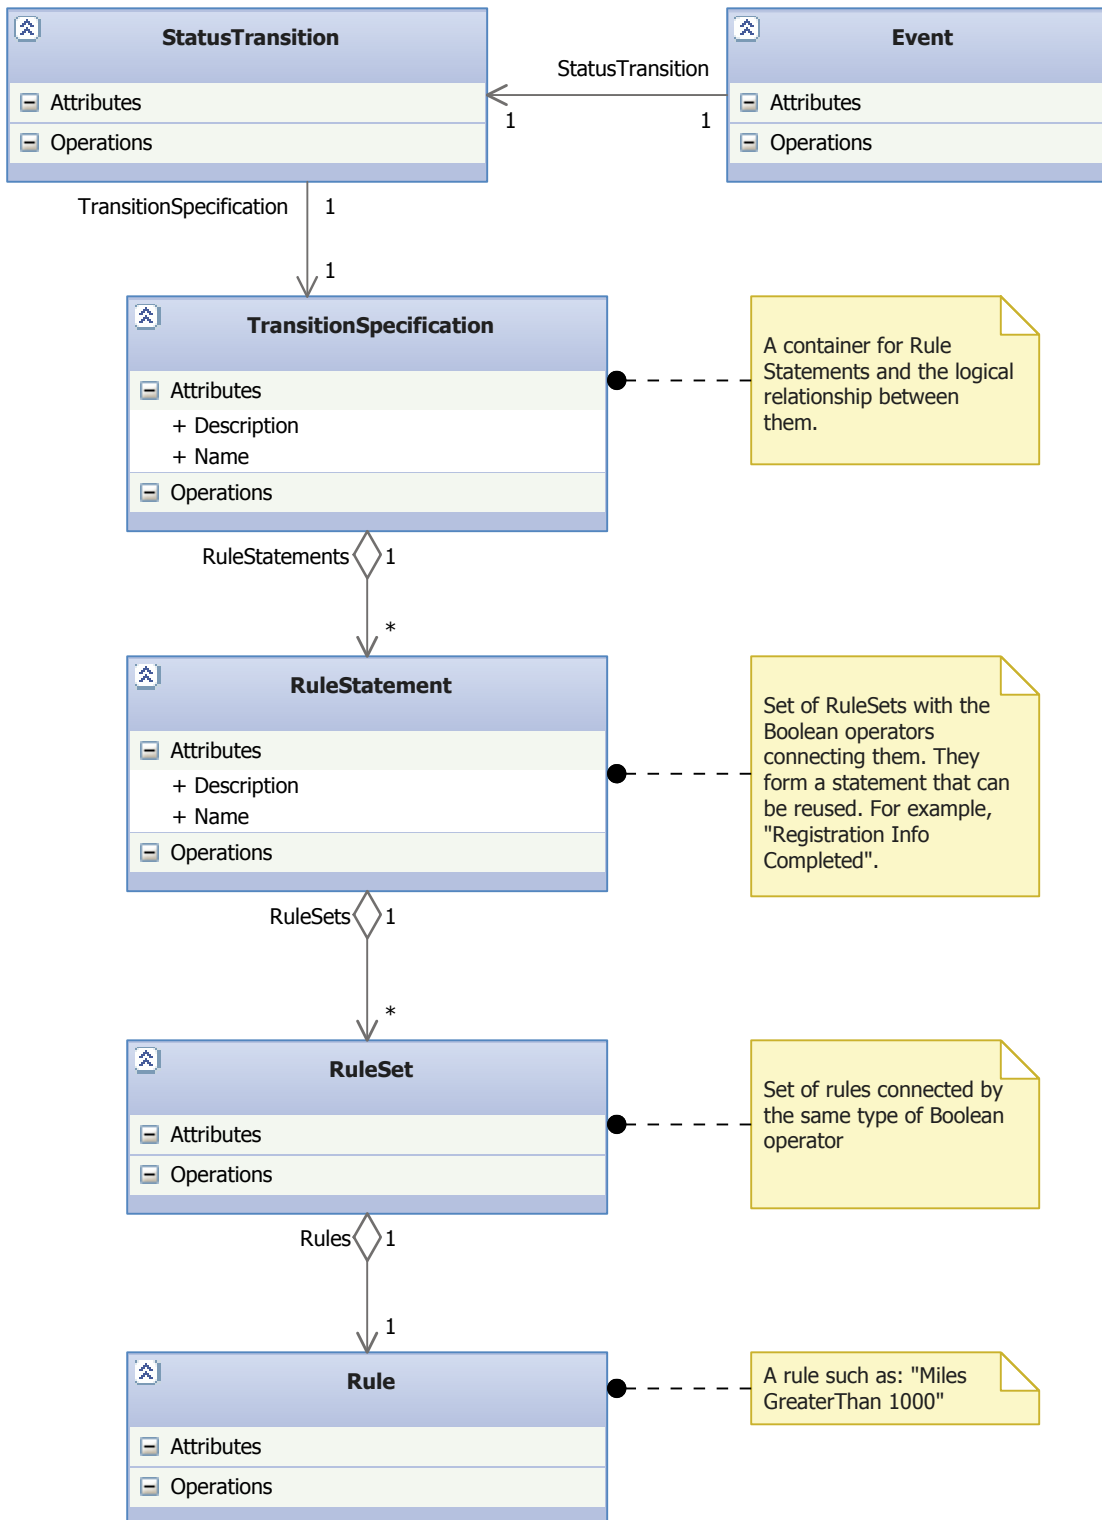 StatusTransition
Attributes
Operations
StatusTransition
1
1
Event
Attributes
Operations
TransitionSpecification
1
1
TransitionSpecification
Attributes
+ Description
+ Name
Operations
A container for Rule
Statements and the logical
relationship between
them.
RuleStatements
1
*
RuleStatement
Attributes
+ Description
+ Name
Operations
Set of RuleSets with the
Boolean operators
connecting them. They
form a statement that can
be reused. For example,
"Registration Info
Completed".
RuleSets
1
*
RuleSet
Attributes
Operations
Set of rules connected by
the same type of Boolean
operator
Rules
1
1
Rule
Attributes
Operations
A rule such as: "Miles
GreaterThan 1000"